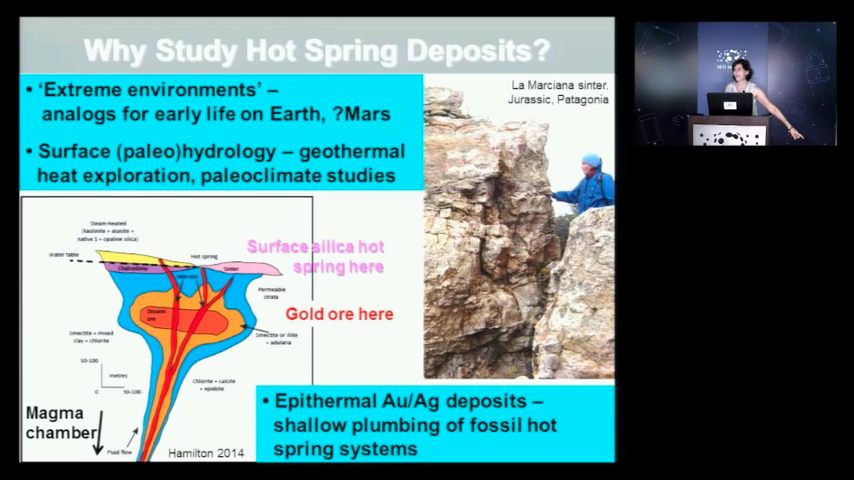 Why Study Hot Spring Deposits?
• 'Extreme environments' –
analogs for early life on Earth, ?Mars
• Surface (paleo)hydrology – geothermal
heat exploration, paleoclimate studies
La Marciana sinter,
Jurassic, Patagonia
Steam-heated
(kaolinite + alunite +
native S + opaline silica)
Water table
Hot spring
Chalcedony
Sinter
Surface silica hot
spring here
Permeable
strata
Gold ore here
Dissem
ore
Smectite + mixed
clay + chlorite
Smectite or illite
+ adularia
50-100
metres
0
50-100
Chlorite + calcite
+ epidote
Magma
chamber
Fluid flow
Hamilton 2014
• Epithermal Au/Ag deposits –
shallow plumbing of fossil hot
spring systems